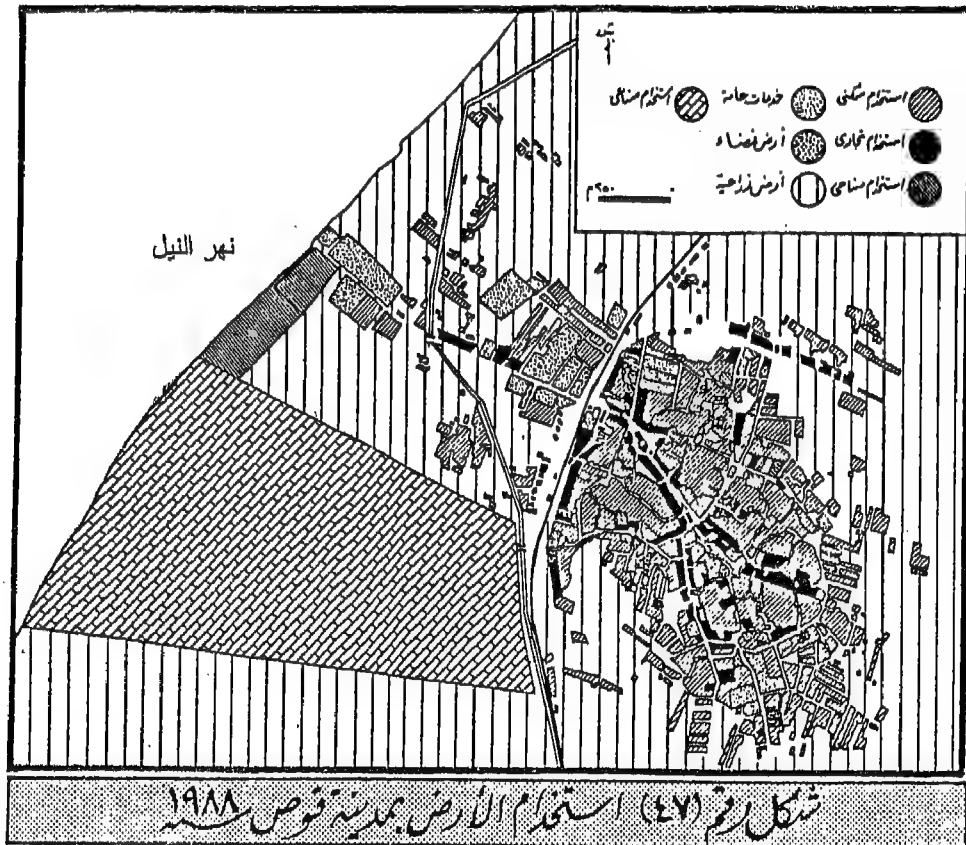 ش
استخدام سكنى
خدمات عامة
استخدام صناعى
استخدام تجارى
أرض فضاء
استخدام سياحى
أرض زراعية
نهر النيل
شكل رقم (٤٧) استخدام الأرض بمدينة قوص سنة ١٩٨٨